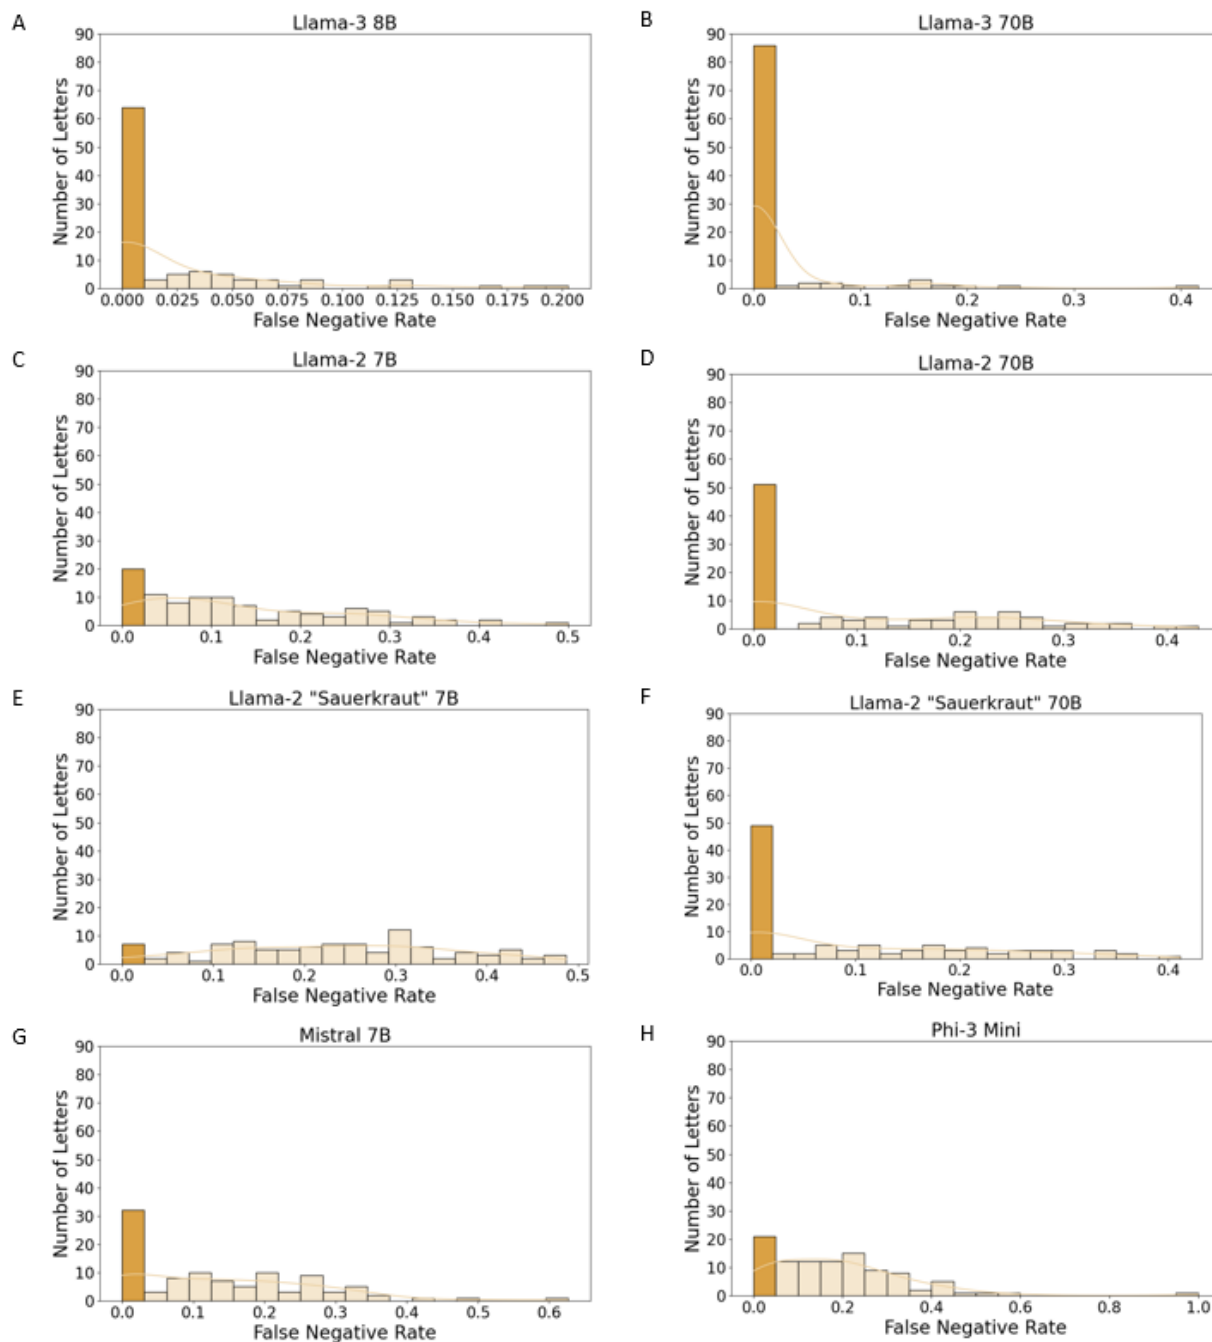 A
Llama-3 8B
90
80
70
60
50
40
30
20
10
0
Number of Letters
0.000 0.025 0.050 0.075 0.100 0.125 0.150 0.175 0.200
False Negative Rate
B
Llama-3 70B
90
80
70
60
50
40
30
20
10
0
Number of Letters
0.0 0.1 0.2 0.3 0.4
False Negative Rate
C
Llama-2 7B
90
80
70
60
50
40
30
20
10
0
Number of Letters
0.0 0.1 0.2 0.3 0.4 0.5
False Negative Rate
D
Llama-2 70B
90
80
70
60
50
40
30
20
10
0
Number of Letters
0.0 0.1 0.2 0.3 0.4
False Negative Rate
E
Llama-2 "Sauerkraut" 7B
90
80
70
60
50
40
30
20
10
0
Number of Letters
0.0 0.1 0.2 0.3 0.4 0.5
False Negative Rate
F
Llama-2 "Sauerkraut" 70B
90
80
70
60
50
40
30
20
10
0
Number of Letters
0.0 0.1 0.2 0.3 0.4
False Negative Rate
G
Mistral 7B
90
80
70
60
50
40
30
20
10
0
Number of Letters
0.0 0.1 0.2 0.3 0.4 0.5 0.6
False Negative Rate
H
Phi-3 Mini
90
80
70
60
50
40
30
20
10
0
Number of Letters
0.0 0.2 0.4 0.6 0.8 1.0
False Negative Rate